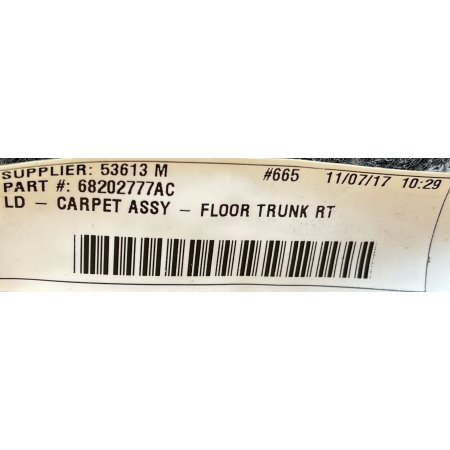 SUPPLIER: 53613 M #665 11/07/17 10:29
PART #: 68202777AC
LD - CARPET ASSY - FLOOR TRUNK RT